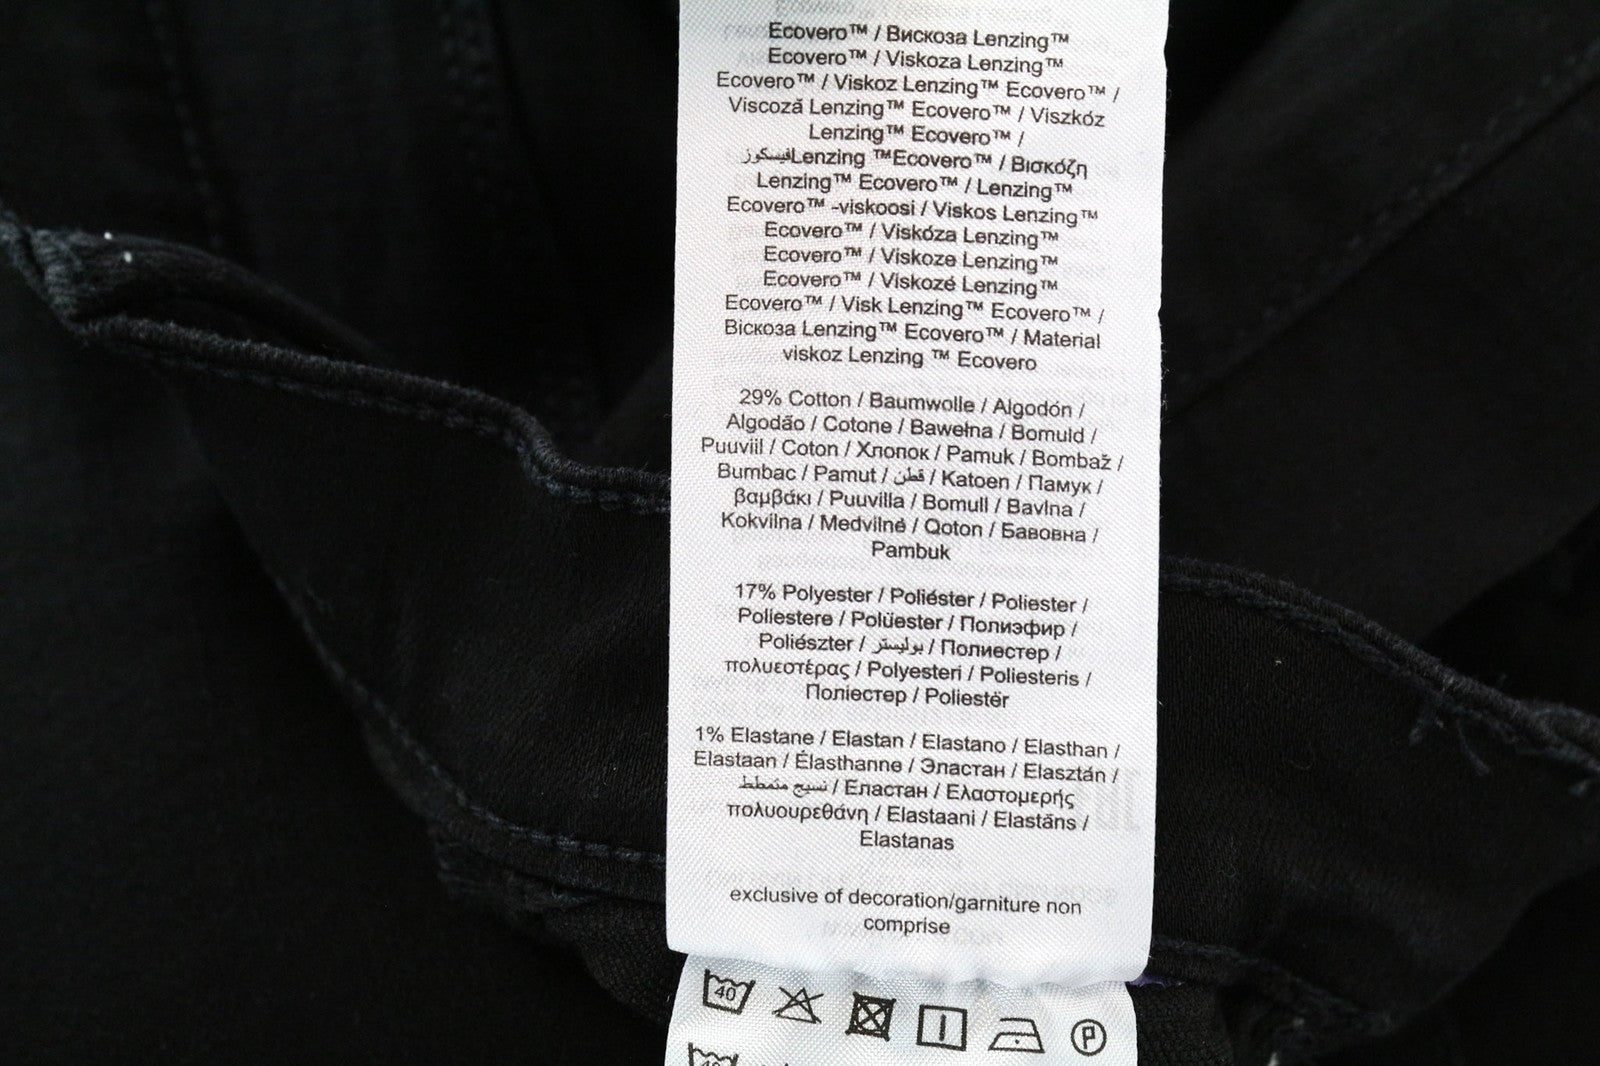 Ecovero™ / Вискоза Lenzing™
Ecovero™ / Viskoza Lenzing™
Ecovero™ / Viskoz Lenzing™ Ecovero™ /
Viscoză Lenzing™ Ecovero™ / Viszkóz
Lenzing™ Ecovero™ /
فيسكوزLenzing ™Ecovero™ / Βισκόζη
Lenzing™ Ecovero™ / Lenzing™
Ecovero™ -viskoosi / Viskos Lenzing™
Ecovero™ / Viskóza Lenzing™
Ecovero™ / Viskoze Lenzing™
Ecovero™ / Viskozé Lenzing™
Ecovero™ / Visk Lenzing™ Ecovero™ /
Віскоза Lenzing™ Ecovero™ / Material
viskoz Lenzing ™ Ecovero
29% Cotton / Baumwolle / Algodón /
Algodão / Cotone / Bawełna / Bomuld /
Puuviil / Coton / Хлопок / Pamuk / Bombaž /
Bumbac / Pamut / قطن / Katoen / Памук /
βαμβάκι / Puuvilla / Bomull / Bavlna /
Kokvilna / Medvilnė / Qoton / Бавовна /
Pambuk
17% Polyester / Poliéster / Poliester /
Poliestere / Polüester / Полиэфир /
Poliészter / بوليستر / Полиестер /
πολυεστέρας / Polyesteri / Poliesteris /
Поліестер / Poliestër
1% Elastane / Elastan / Elastano / Elasthan /
Elastaan / Élasthanne / Эластан / Elasztán /
نسيج متمطط / Еластан / Ελαστομερής
πολυουρεθάνη / Elastaani / Elastāns /
Elastanas
exclusive of decoration/garniture non
comprise
40
P